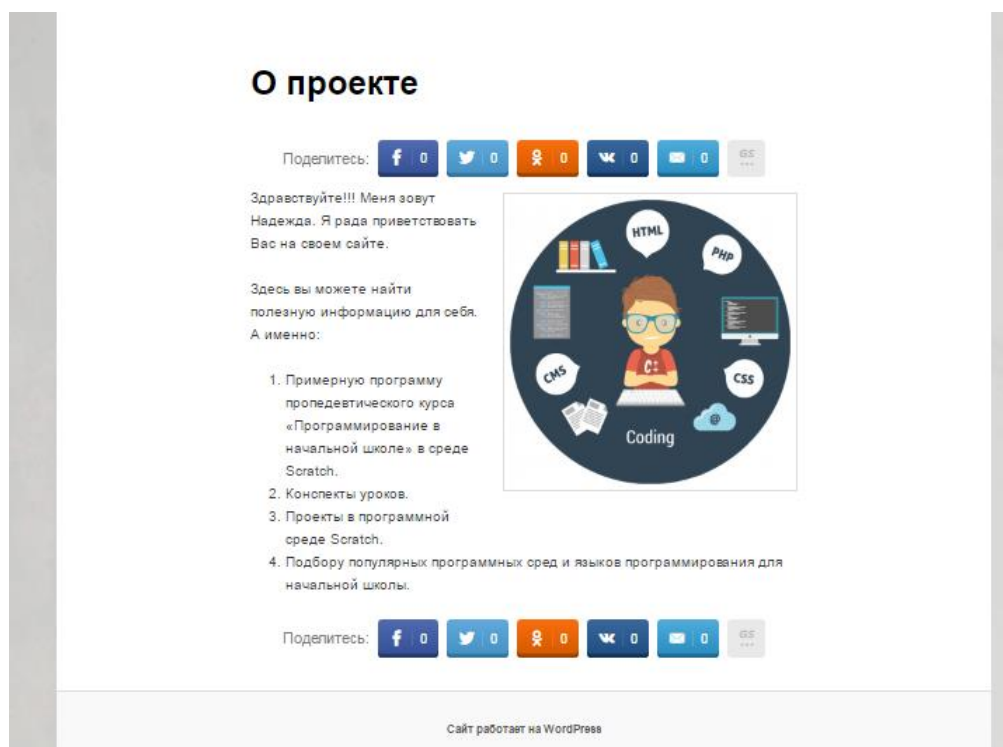 О проекте
Поделитесь: f 0 0 0 0 0 GS
Здравствуйте!!! Меня зовут
Надежда. Я рада приветствовать
Вас на своем сайте.
Здесь вы можете найти
полезную информацию для себя.
А именно:
1. Примерную программу
пропедевтического курса
«Программирование в
начальной школе» в среде
Scratch.
2. Конспекты уроков.
3. Проекты в программной
среде Scratch.
4. Подбору популярных программных сред и языков программирования для
начальной школы.
HTML
PHP
C:
CMS
CSS
@
Coding
Поделитесь: f 0 0 0 0 0 GS
Сайт работает на WordPress